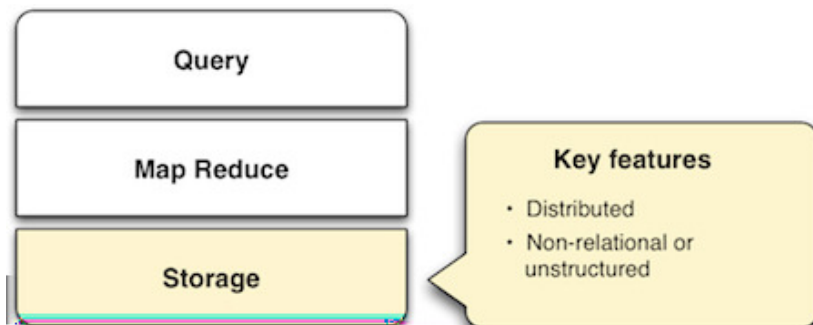 Query
Map Reduce
Storage
Key features
• Distributed
• Non-relational or
unstructured